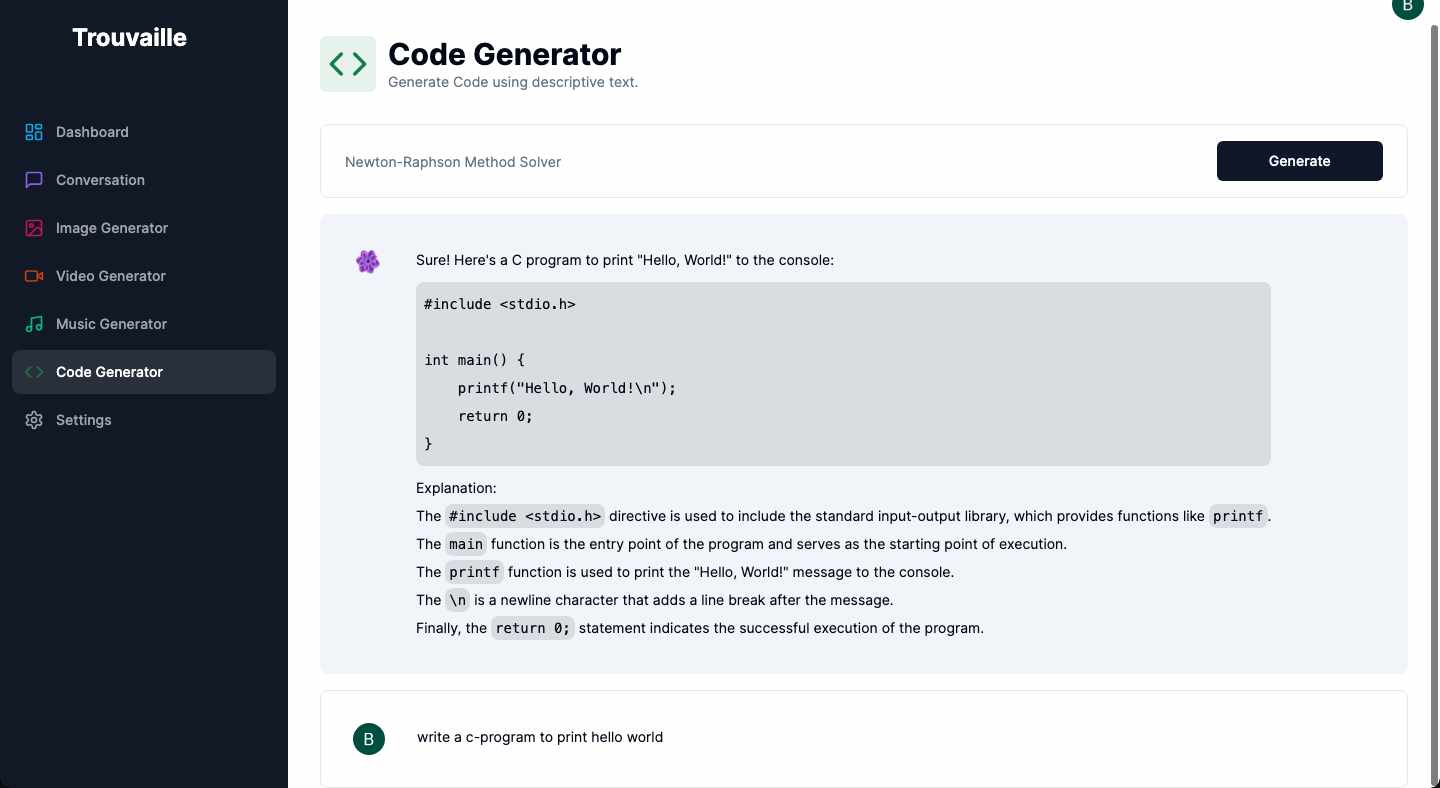 Trouvaille
Dashboard
Conversation
Image Generator
Video Generator
Music Generator
Code Generator
Settings
B
Code Generator
Generate Code using descriptive text.
Newton-Raphson Method Solver
Generate
Sure! Here's a C program to print "Hello, World!" to the console:
#include <stdio.h>
int main() {
    printf("Hello, World!\n");
    return 0;
}
Explanation:
The #include <stdio.h> directive is used to include the standard input-output library, which provides functions like printf.
The main function is the entry point of the program and serves as the starting point of execution.
The printf function is used to print the "Hello, World!" message to the console.
The \n is a newline character that adds a line break after the message.
Finally, the return 0; statement indicates the successful execution of the program.
B
write a c-program to print hello world